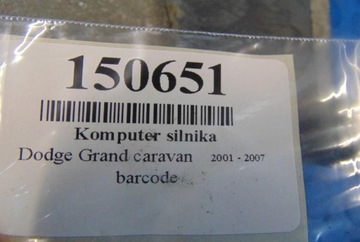 150651
Komputer silnika
Dodge Grand caravan 2001 - 2007
barcode